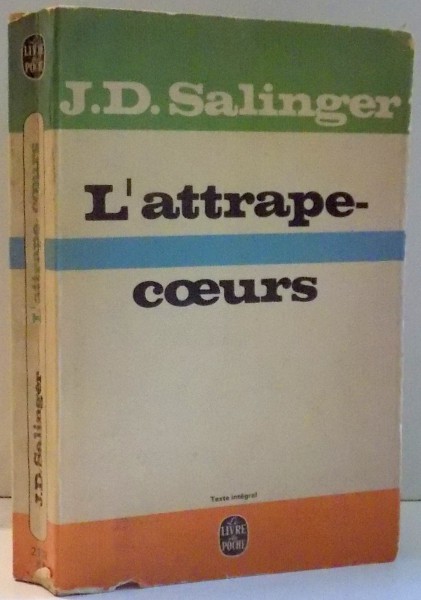 J.D. Salinger
L'attrape-
cœurs
Texte intégral
Le
LIVRE
de
POCHE
Le
LIVRE
de
POCHE
L'attrape-cœurs
J.D. Salinger